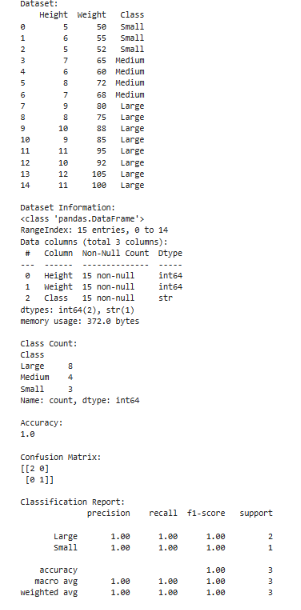 Dataset:
    Height  Weight   Class
0        5      50   Small
1        6      55   Small
2        5      52   Small
3        7      65  Medium
4        6      60  Medium
5        8      72  Medium
6        7      68  Medium
7        9      80   Large
8        8      75   Large
9       10      88   Large
10       9      85   Large
11      11      95   Large
12      10      92   Large
13      12     105   Large
14      11     100   Large
Dataset Information:
<class 'pandas.DataFrame'>
RangeIndex: 15 entries, 0 to 14
Data columns (total 3 columns):
 #   Column  Non-Null Count  Dtype
---  ------  --------------  -----
 0   Height  15 non-null     int64
 1   Weight  15 non-null     int64
 2   Class   15 non-null     str
dtypes: int64(2), str(1)
memory usage: 372.0 bytes
Class Count:
Class
Large     8
Medium    4
Small     3
Name: count, dtype: int64
Accuracy:
1.0
Confusion Matrix:
[[2 0]
 [0 1]]
Classification Report:
              precision    recall  f1-score   support
       Large       1.00      1.00      1.00         2
       Small       1.00      1.00      1.00         1
    accuracy                           1.00         3
   macro avg       1.00      1.00      1.00         3
weighted avg       1.00      1.00      1.00         3